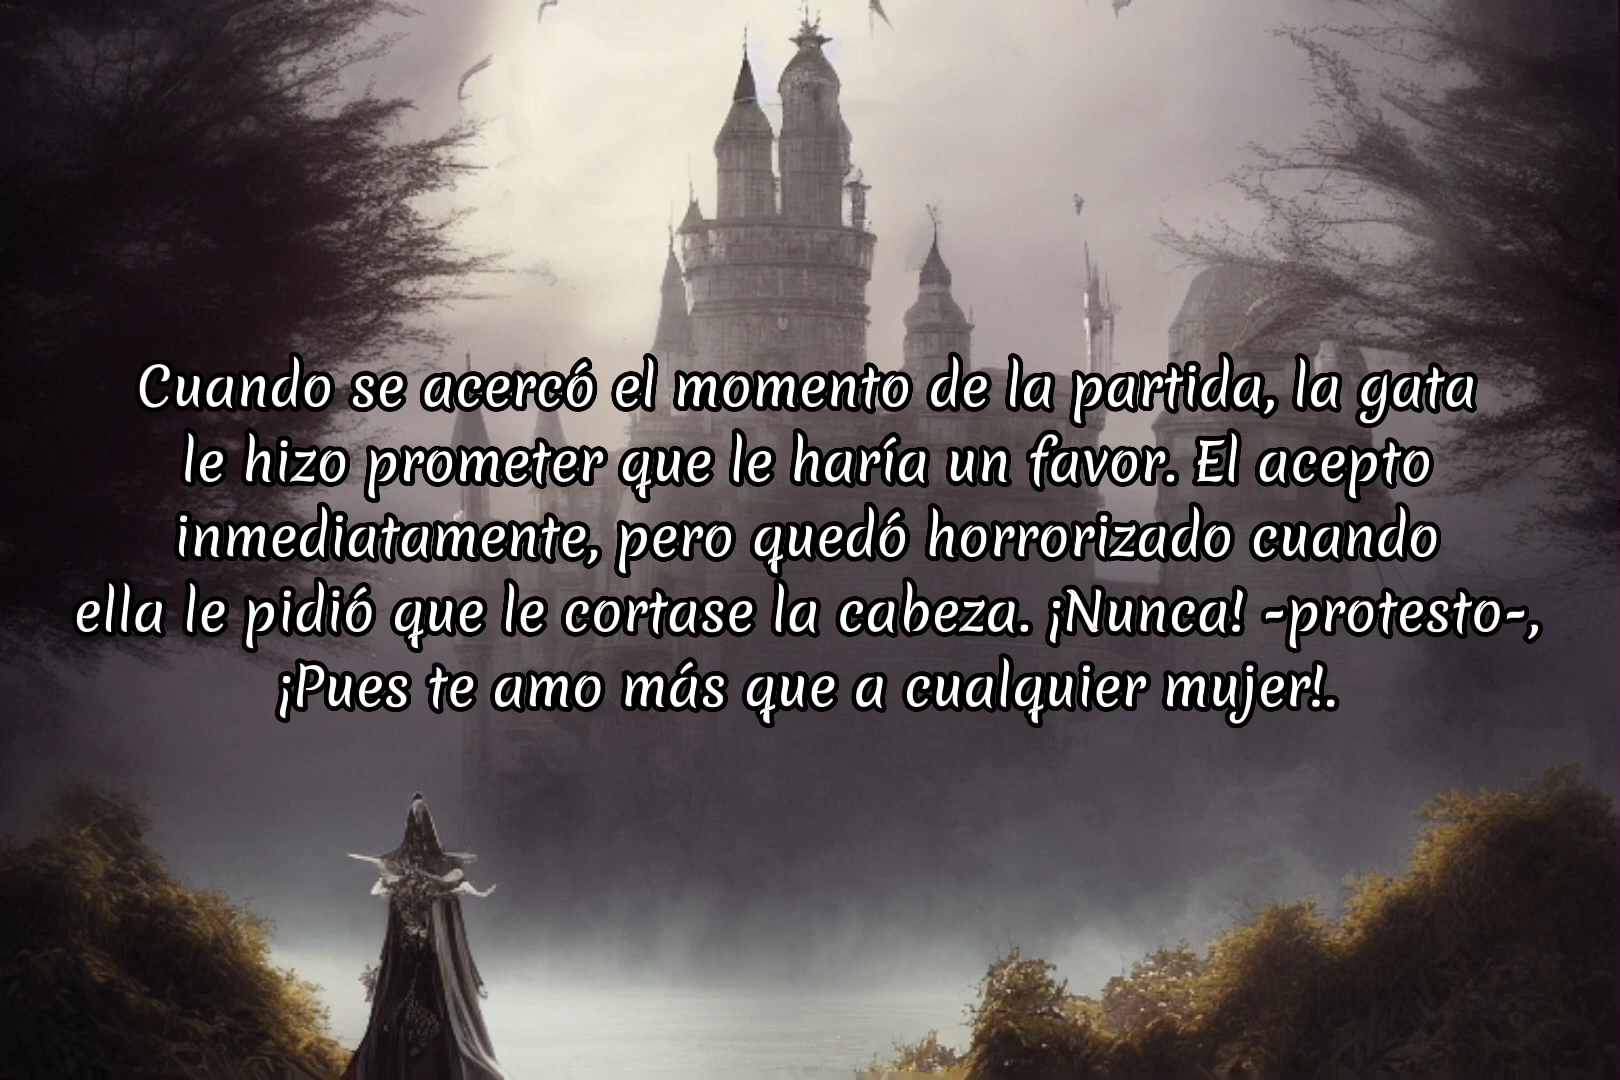 Cuando se acercó el momento de la partida, la gata
le hizo prometer que le haría un favor. El acepto
inmediatamente, pero quedó horrorizado cuando
ella le pidió que le cortase la cabeza. ¡Nunca! -protesto-,
¡Pues te amo más que a cualquier mujer!.